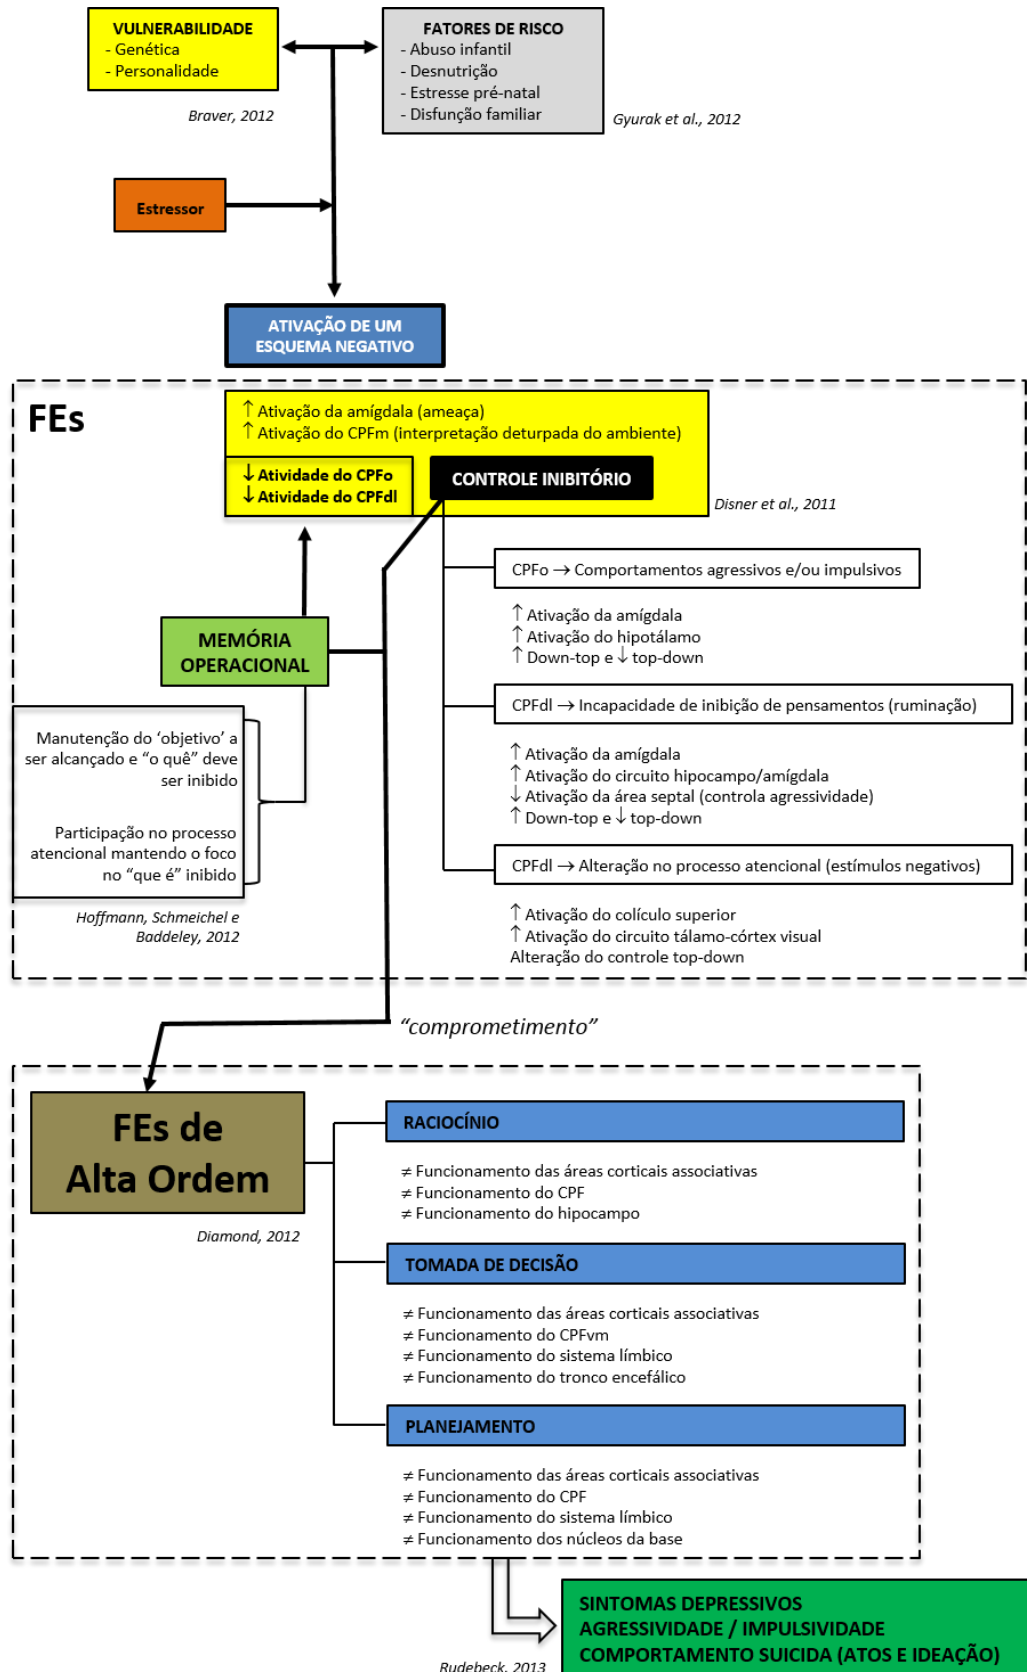 VULNERABILIDADE
- Genética
- Personalidade
Braver, 2012
FATORES DE RISCO
- Abuso infantil
- Desnutrição
- Estresse pré-natal
- Disfunção familiar
Gyurak et al., 2012
Estressor
ATIVAÇÃO DE UM
ESQUEMA NEGATIVO
FEs
↑ Ativação da amígdala (ameaça)
↑ Ativação do CPFm (interpretação deturpada do ambiente)
↓ Atividade do CPFo
↓ Atividade do CPFdl
CONTROLE INIBITÓRIO
Disner et al., 2011
CPFo → Comportamentos agressivos e/ou impulsivos
↑ Ativação da amígdala
↑ Ativação do hipotálamo
↑ Down-top e ↓ top-down
MEMÓRIA
OPERACIONAL
CPFdl → Incapacidade de inibição de pensamentos (ruminação)
↑ Ativação da amígdala
↑ Ativação do circuito hipocampo/amígdala
↓ Ativação da área septal (controla agressividade)
↑ Down-top e ↓ top-down
Manutenção do ‘objetivo’ a
ser alcançado e “o quê” deve
ser inibido
Participação no processo
atencional mantendo o foco
no “que é” inibido
Hoffmann, Schmeichel e
Baddeley, 2012
CPFdl → Alteração no processo atencional (estímulos negativos)
↑ Ativação do colículo superior
↑ Ativação do circuito tálamo-córtex visual
Alteração do controle top-down
“comprometimento”
FEs de
Alta Ordem
Diamond, 2012
RACIOCÍNIO
≠ Funcionamento das áreas corticais associativas
≠ Funcionamento do CPF
≠ Funcionamento do hipocampo
TOMADA DE DECISÃO
≠ Funcionamento das áreas corticais associativas
≠ Funcionamento do CPFvm
≠ Funcionamento do sistema límbico
≠ Funcionamento do tronco encefálico
PLANEJAMENTO
≠ Funcionamento das áreas corticais associativas
≠ Funcionamento do CPF
≠ Funcionamento do sistema límbico
≠ Funcionamento dos núcleos da base
SINTOMAS DEPRESSIVOS
AGRESSIVIDADE / IMPULSIVIDADE
COMPORTAMENTO SUICIDA (ATOS E IDEAÇÃO)
Rudebeck, 2013